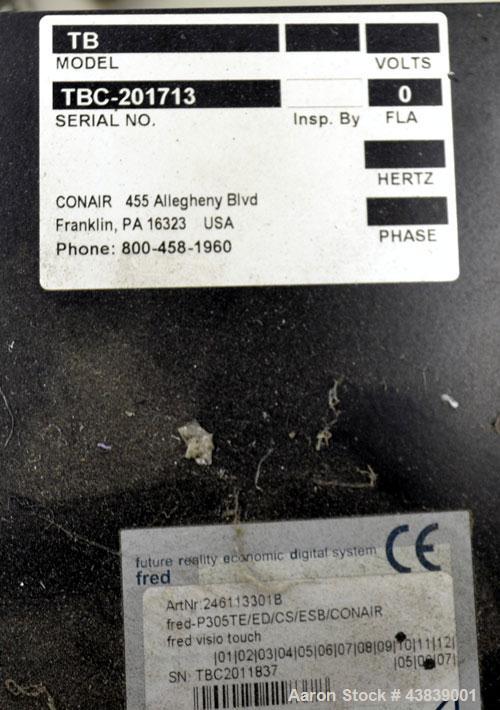 TB
MODEL VOLTS
TBC-201713 0
SERIAL NO. Insp. By FLA
HERTZ
CONAIR 455 Allegheny Blvd
Franklin, PA 16323 USA
PHASE
Phone: 800-458-1960
future reality economic digital system CE
fred
ArtNr:246113301B
fred-P305TE/ED/CS/ESB/CONAIR
fred visio touch
|01|02|03|04|05|06|07|08|09|10|11|12|
|05|06|07|
SN: TBC2011837
Aaron Stock # 43839001